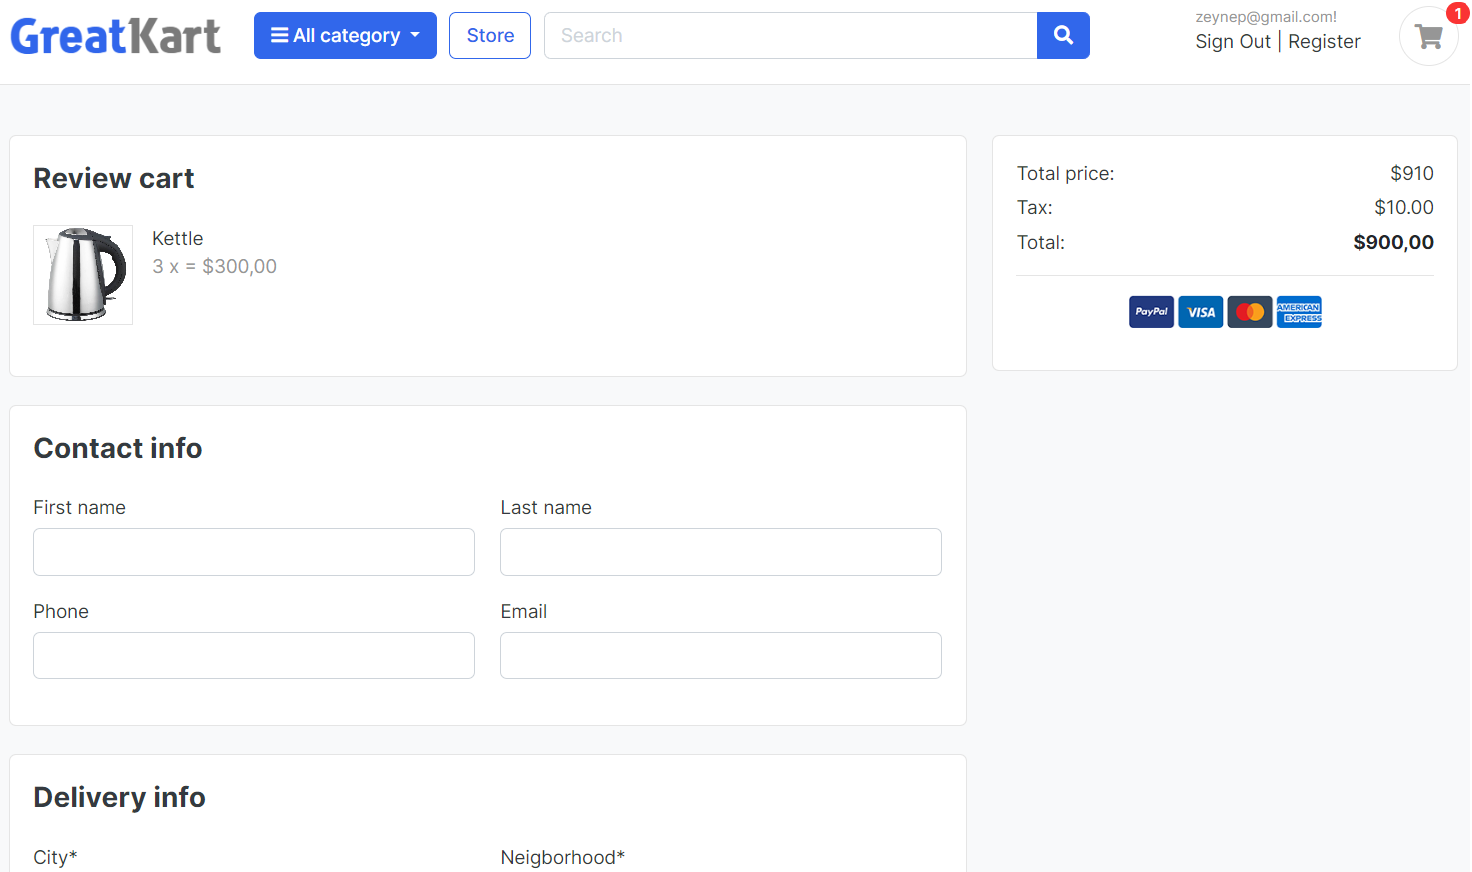 GreatKart
All category
Store
Search
zeynep@gmail.com!
Sign Out | Register
1
Review cart
Kettle
3 x = $300,00
Total price: $910
Tax: $10.00
Total: $900,00
PayPal VISA AMERICAN EXPRESS
Contact info
First name Last name
Phone Email
Delivery info
City* Neigborhood*